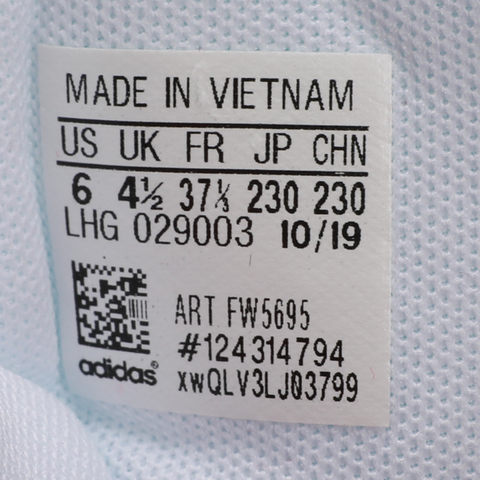 MADE IN VIETNAM
US UK FR JP CHN
6 4½ 37⅓ 230 230
LHG 029003 10/19
ART FW5695
#124314794
adidas®
xwQLV3LJ03799